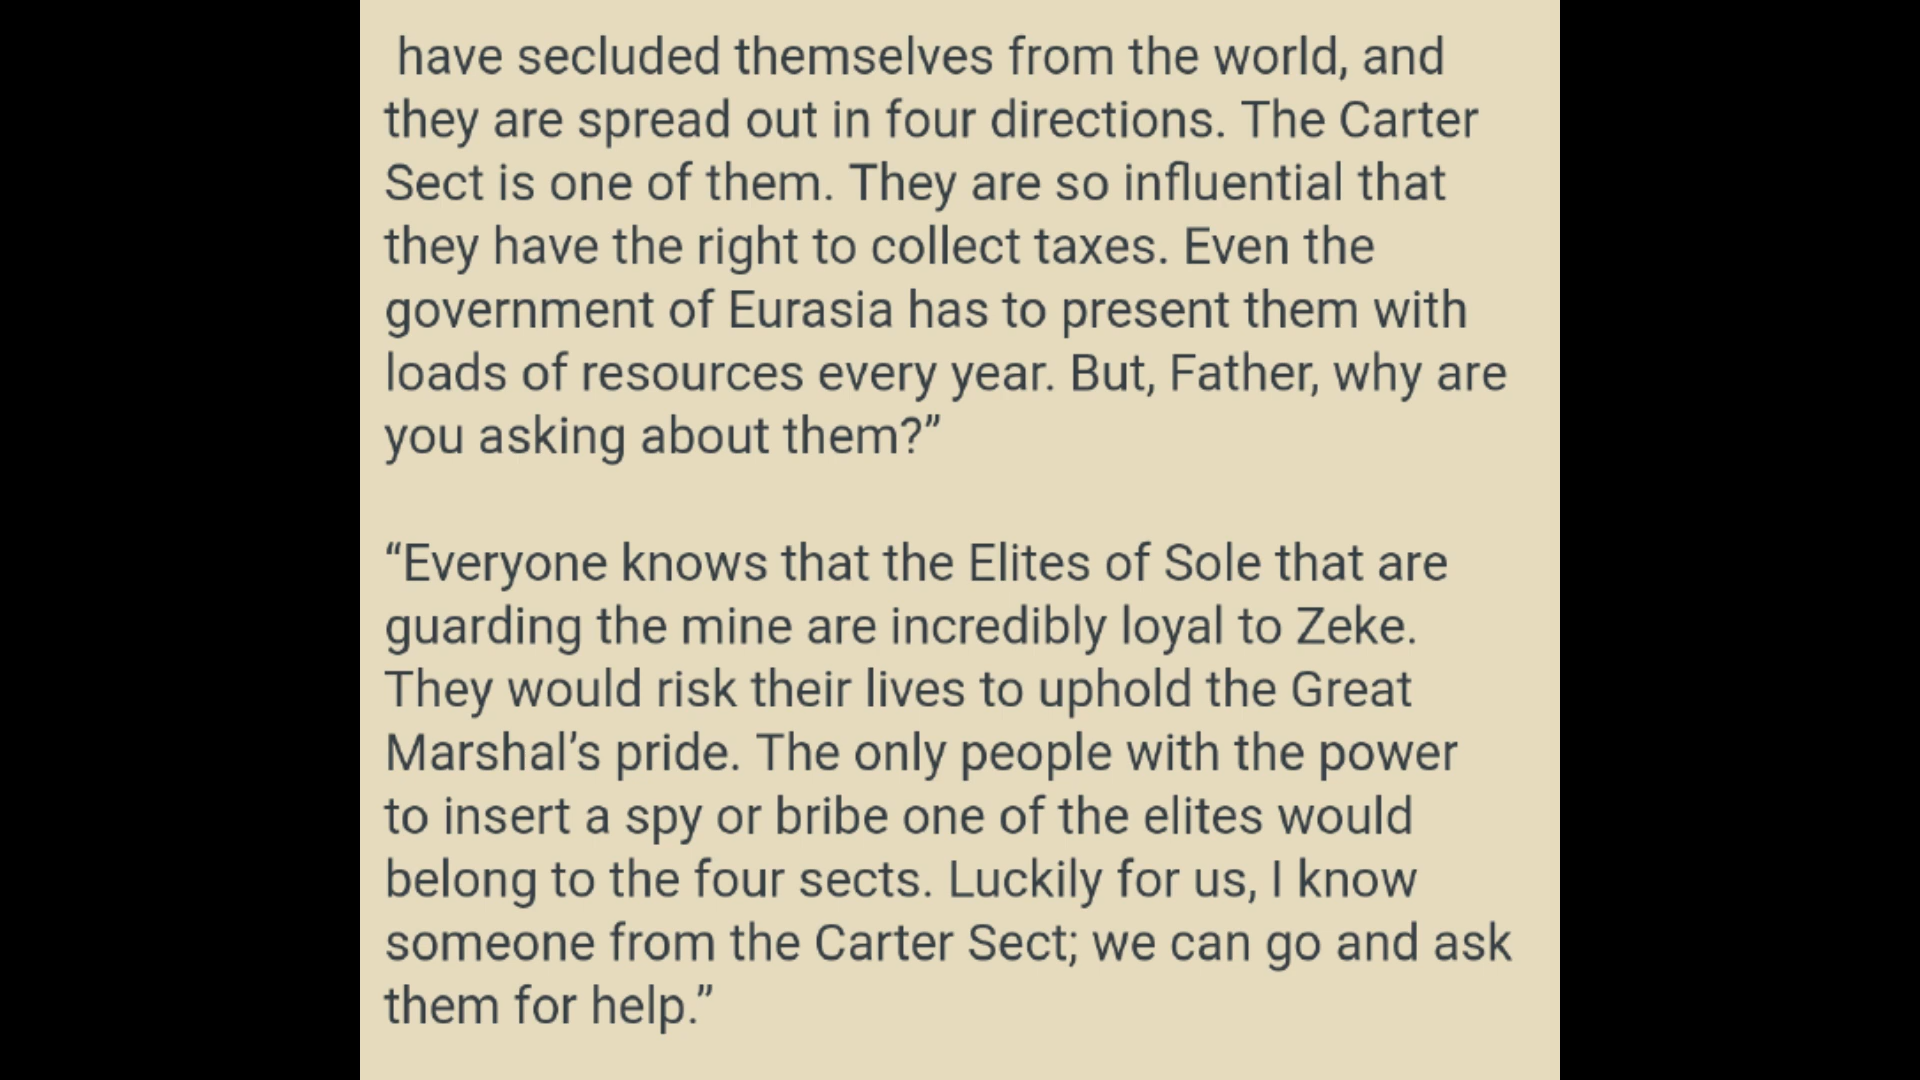 have secluded themselves from the world, and
they are spread out in four directions. The Carter
Sect is one of them. They are so influential that
they have the right to collect taxes. Even the
government of Eurasia has to present them with
loads of resources every year. But, Father, why are
you asking about them?”
“Everyone knows that the Elites of Sole that are
guarding the mine are incredibly loyal to Zeke.
They would risk their lives to uphold the Great
Marshal’s pride. The only people with the power
to insert a spy or bribe one of the elites would
belong to the four sects. Luckily for us, I know
someone from the Carter Sect; we can go and ask
them for help.”